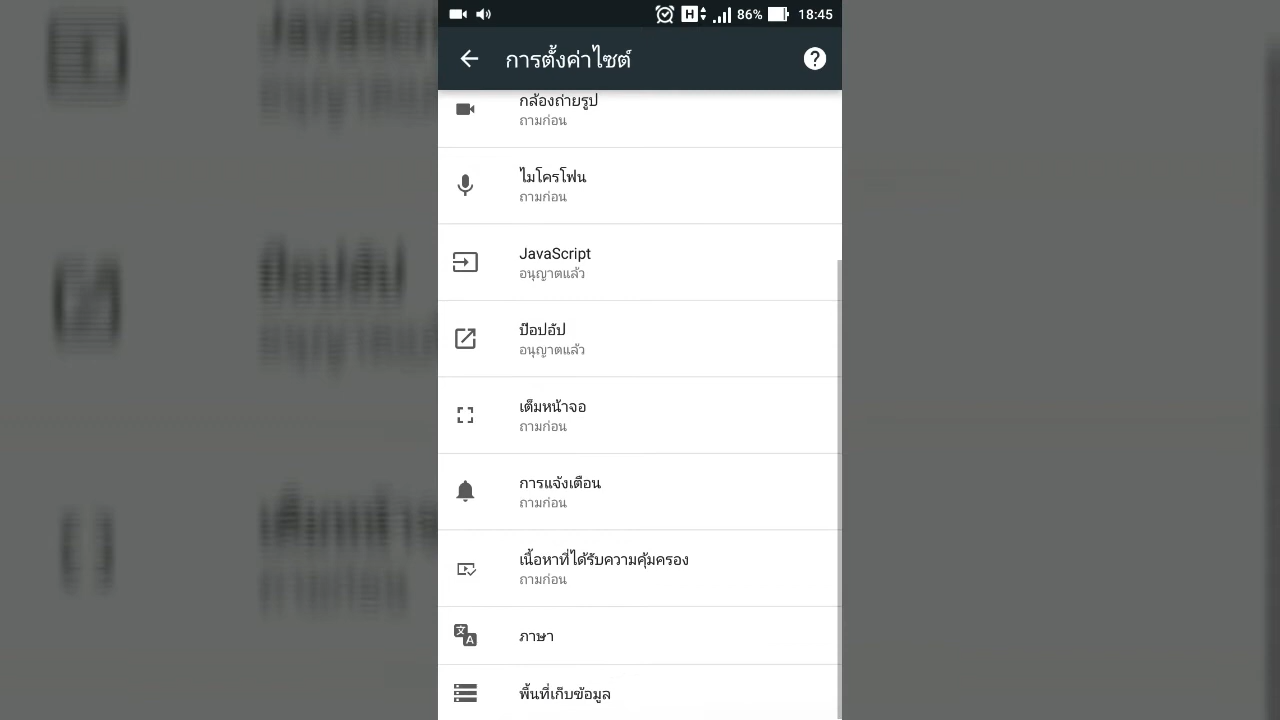 H 86% 18:45
การตั้งค่าไซต์
กล้องถ่ายรูป
ถามก่อน
ไมโครโฟน
ถามก่อน
JavaScript
อนุญาตแล้ว
ป๊อปอัป
อนุญาตแล้ว
เต็มหน้าจอ
ถามก่อน
การแจ้งเตือน
ถามก่อน
เนื้อหาที่ได้รับความคุ้มครอง
ถามก่อน
ภาษา
พื้นที่เก็บข้อมูล